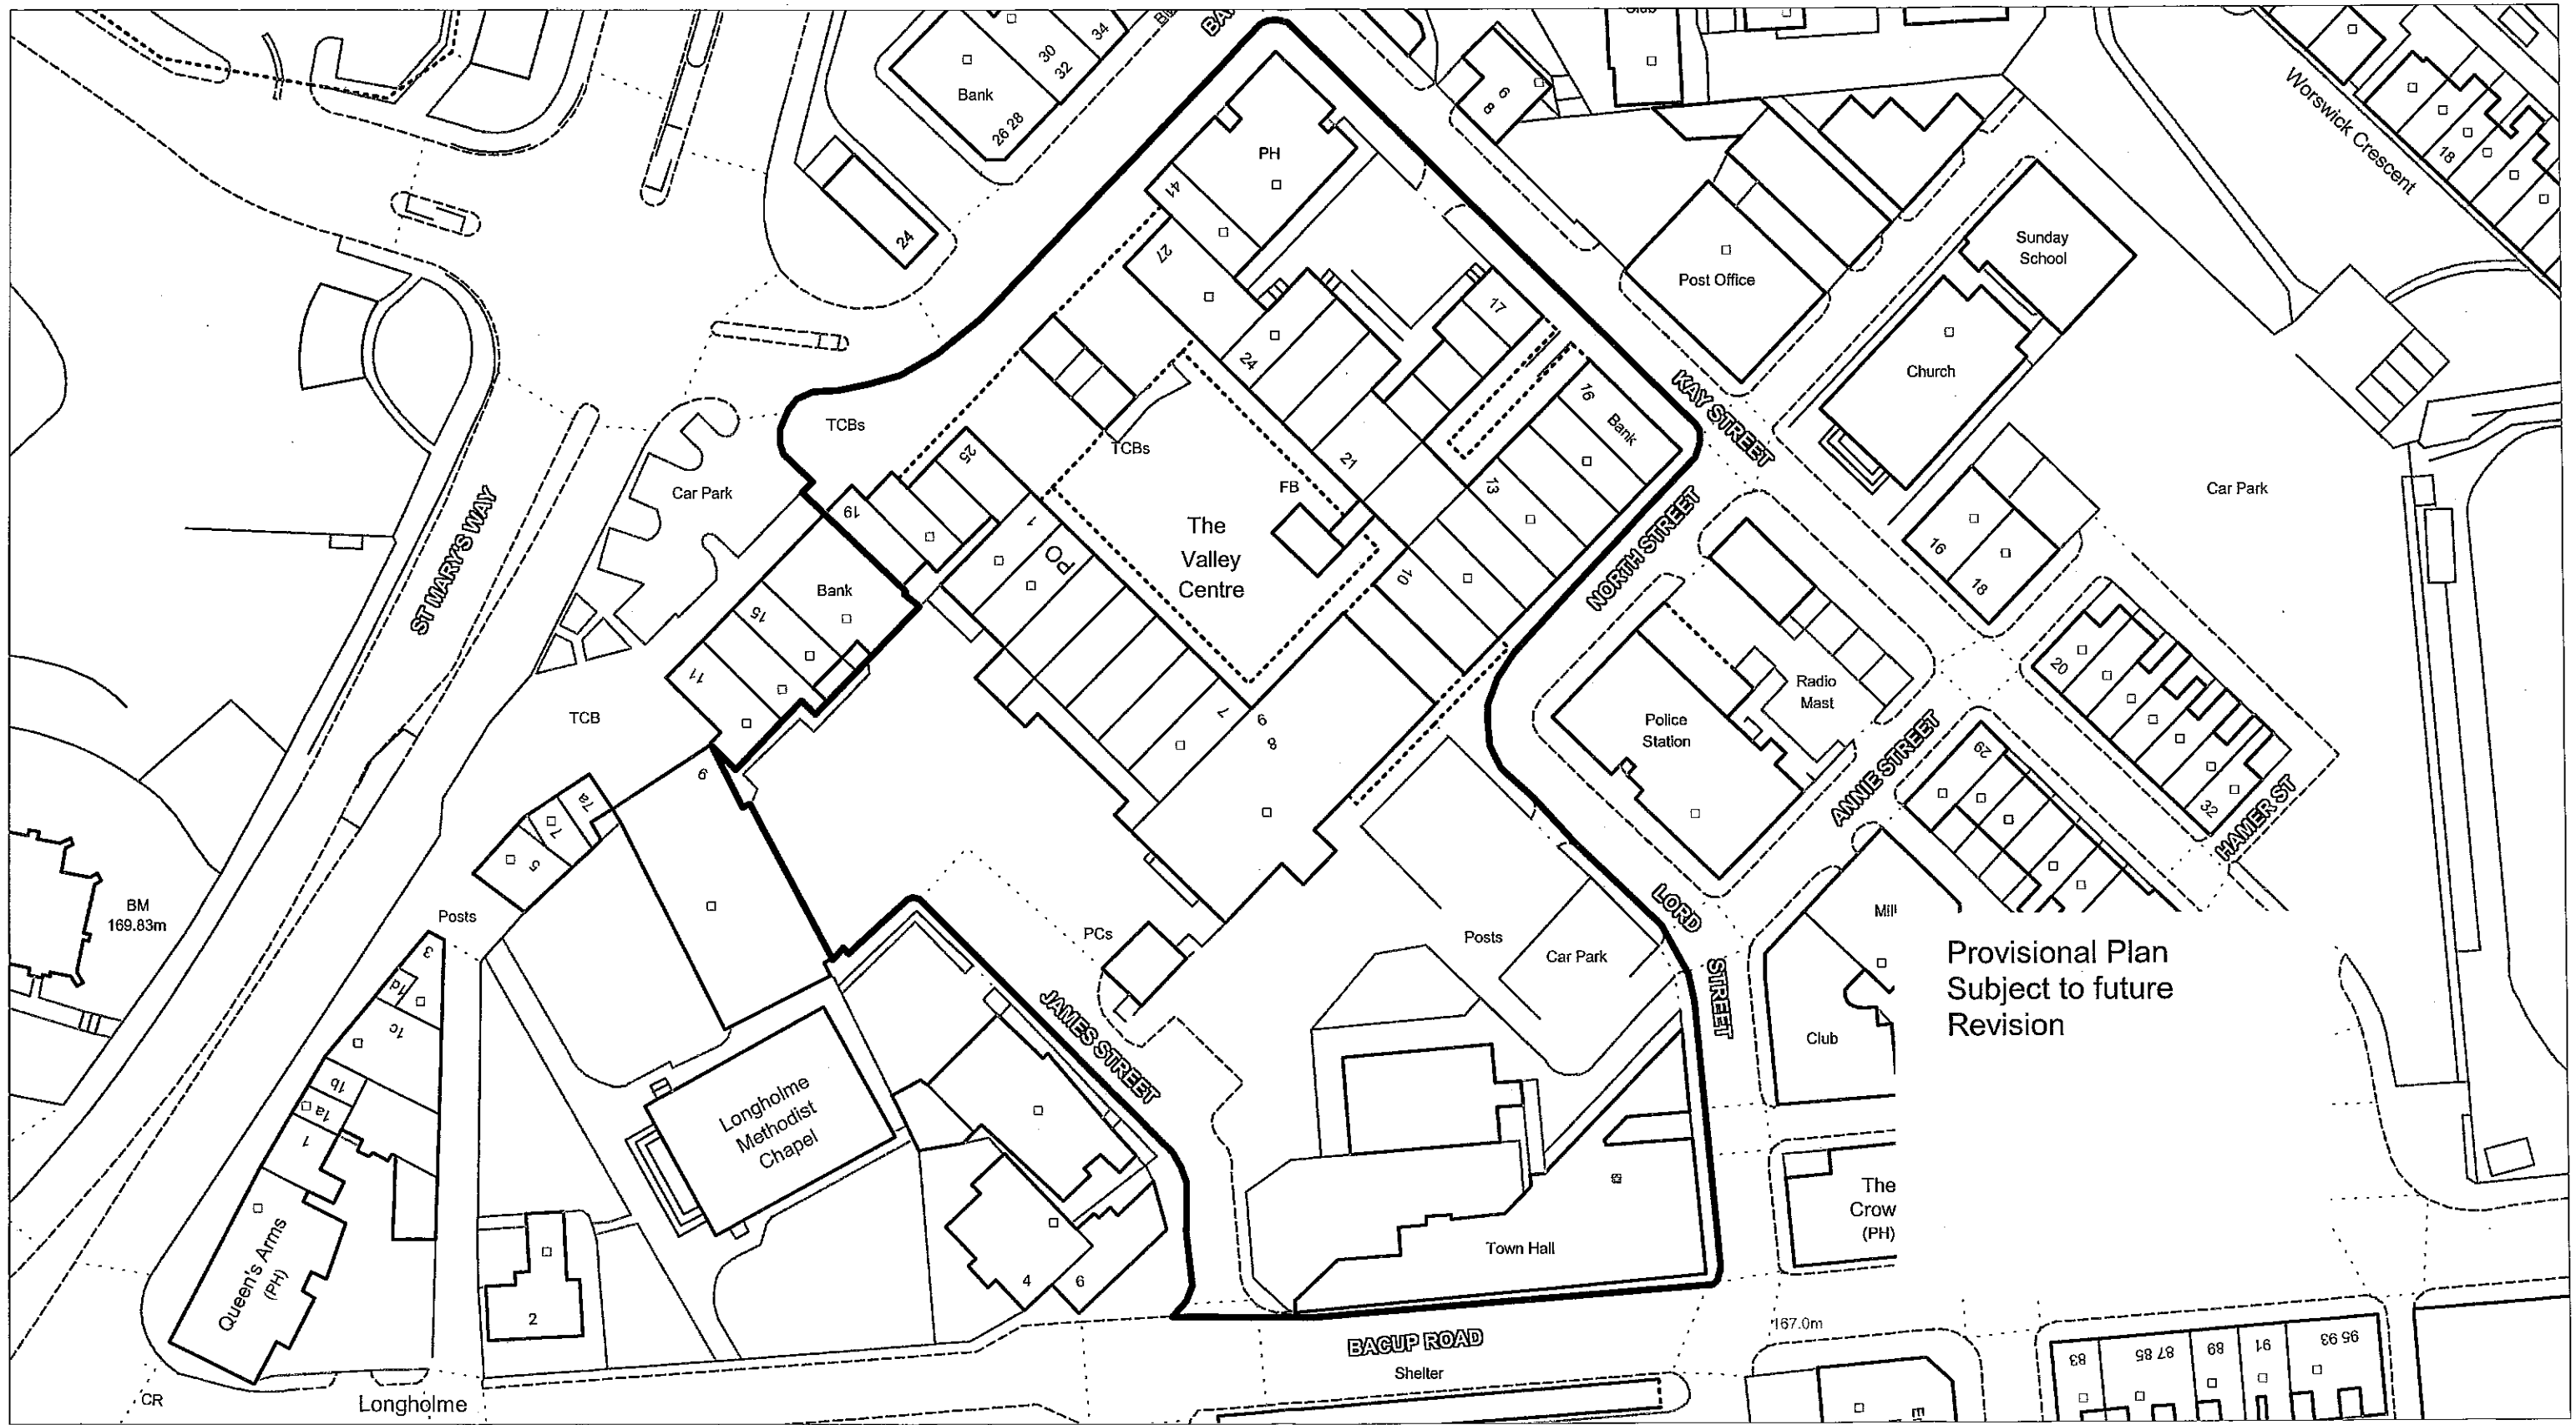 34
30
32
Bank
26 28
24
6
8
PH
41
27
24
17
Post Office
Sunday
School
Church
Worswick Crescent
18
TCBs
TCBs
25
19
1
PO
FB
21
16
Bank
13
10
The
Valley
Centre
KAY STREET
NORTH STREET
Car Park
Car Park
ST MARY'S WAY
Bank
15
11
16
18
20
32
Radio
Mast
Police
Station
ANNIE STREET
29
HAMER ST
TCB
9
7a
7
5
7
9
8
BM
169.83m
Posts
3
1d
1c
1b
1a
1
PCs
Posts
Car Park
LORD
STREET
Mill
Club
Provisional Plan
Subject to future
Revision
JAMES STREET
Longholme
Methodist
Chapel
Queen's Arms
(PH)
2
4
6
Town Hall
The
Crow
(PH)
BACUP ROAD
Shelter
167.0m
83
85 87
89
91
93 95
CR
Longholme